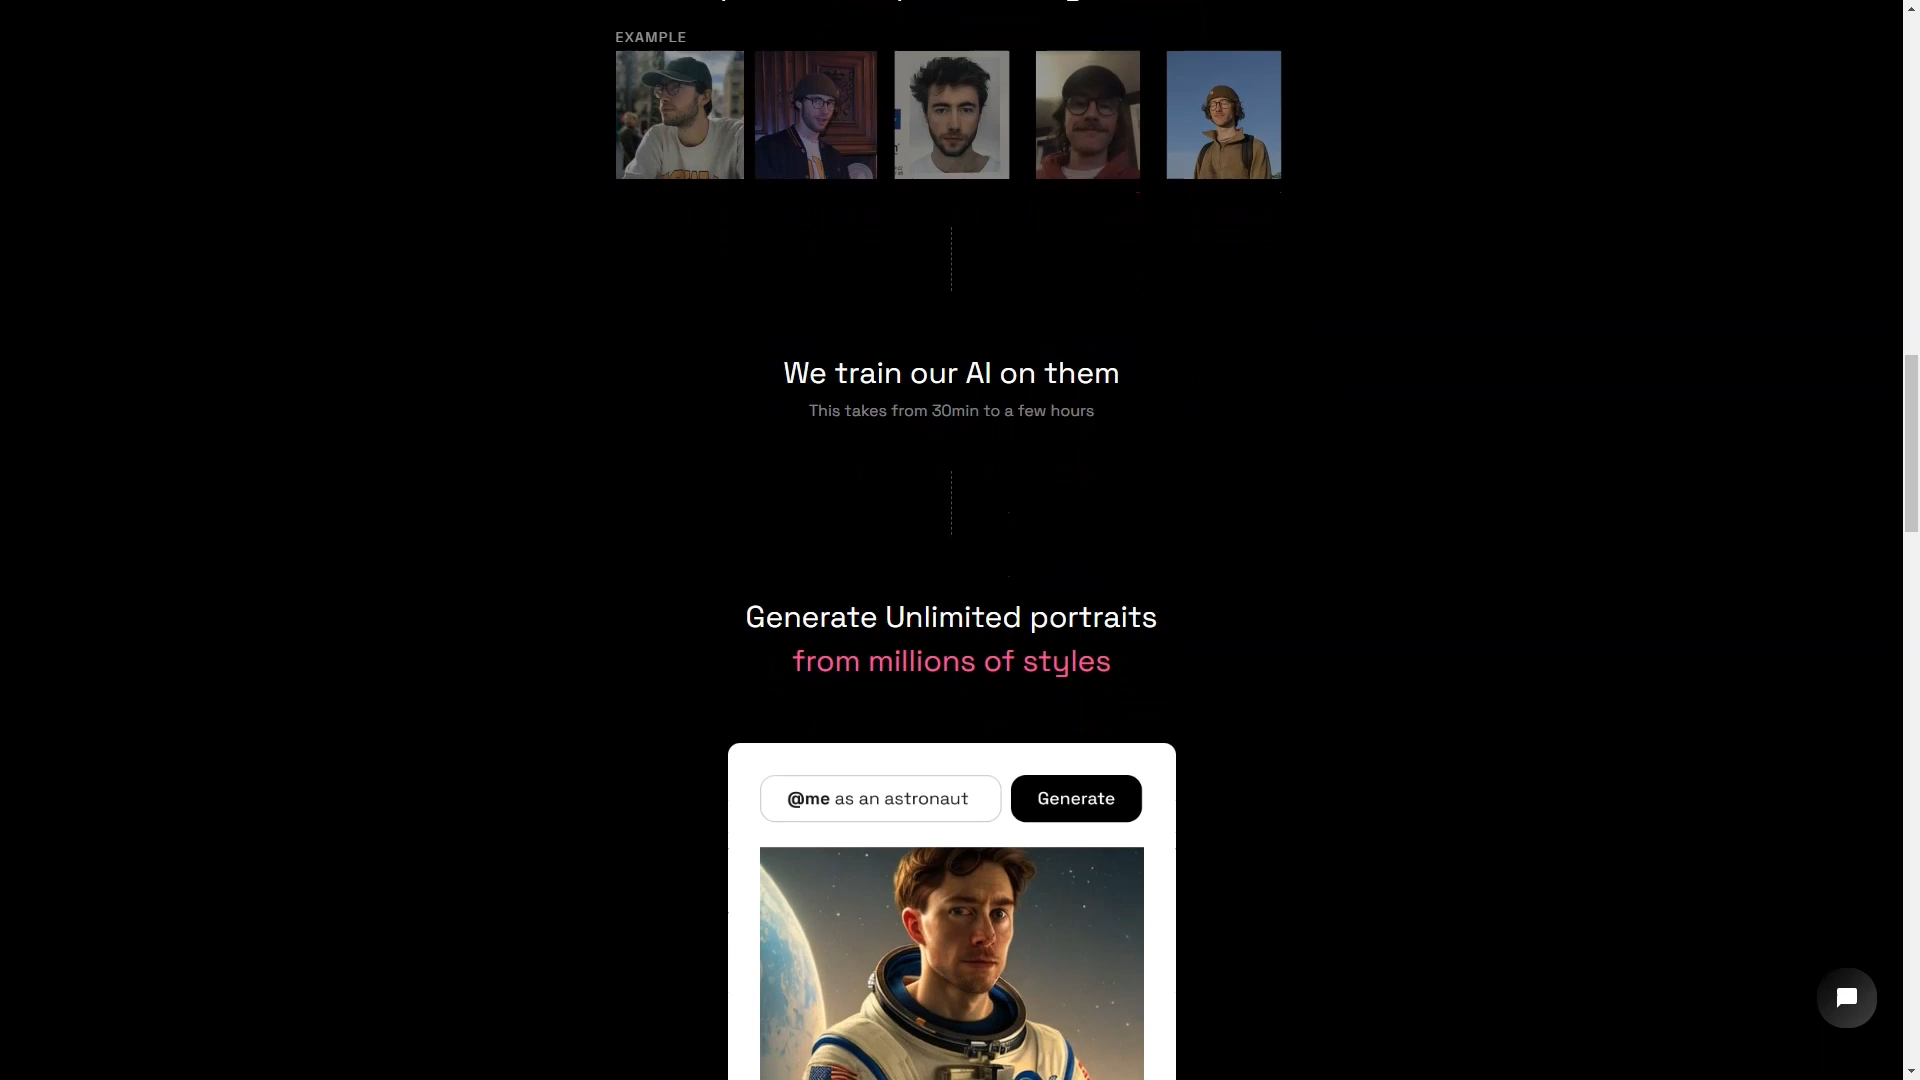 EXAMPLE
We train our AI on them
This takes from 30min to a few hours
Generate Unlimited portraits
from millions of styles
@me as an astronaut
Generate